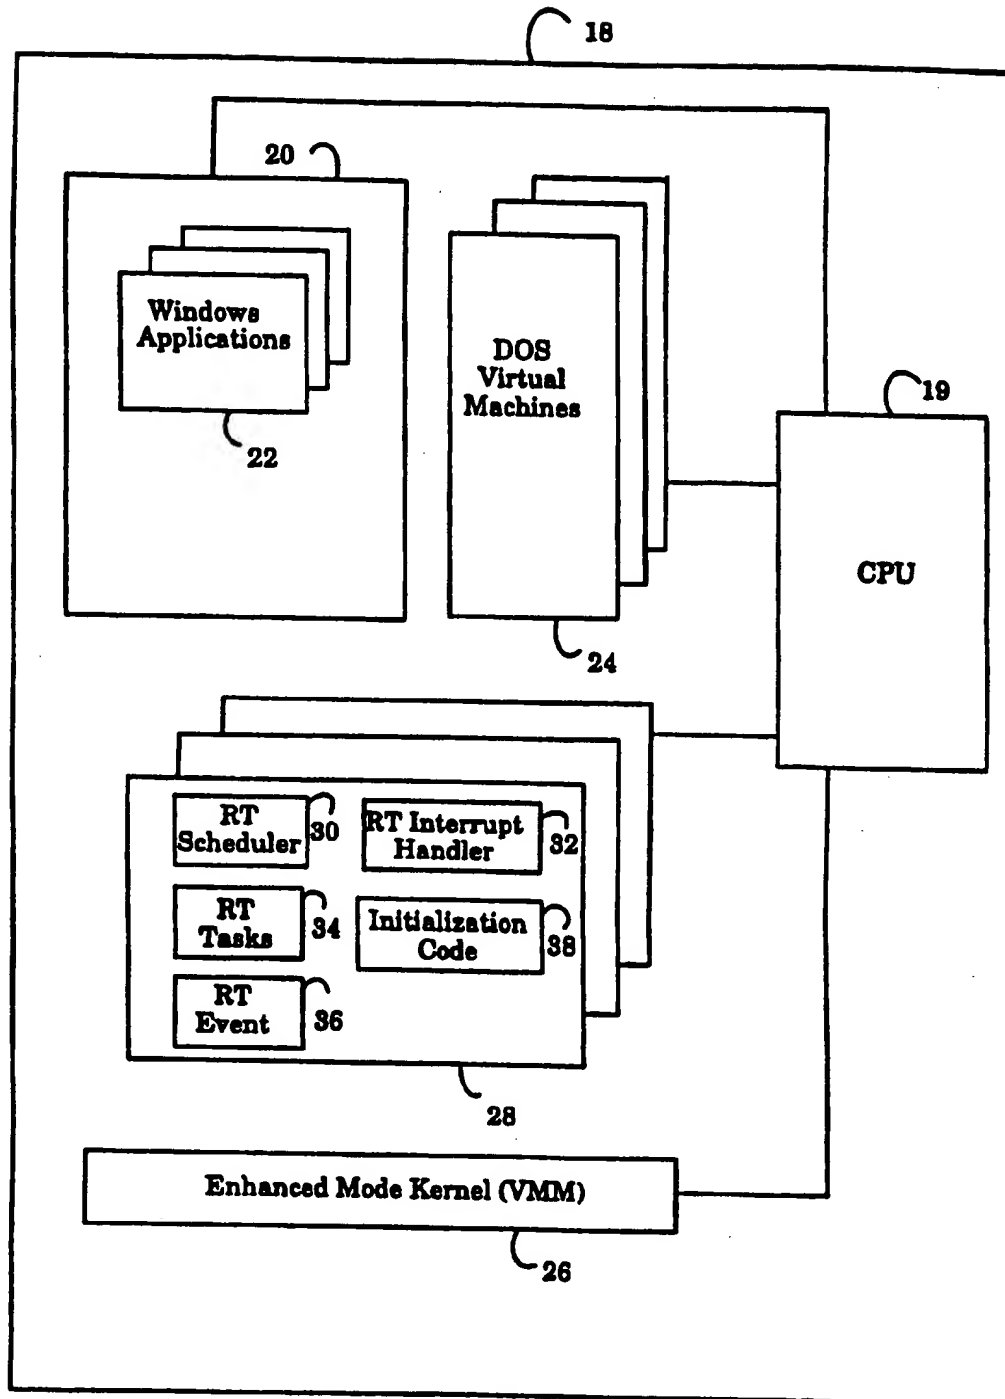 18
20
Windows
Applications
22
DOS
Virtual
Machines
24
19
CPU
RT
Scheduler
30
RT Interrupt
Handler
32
RT
Tasks
34
Initialization
Code
38
RT
Event
36
28
Enhanced Mode Kernel (VMM)
26